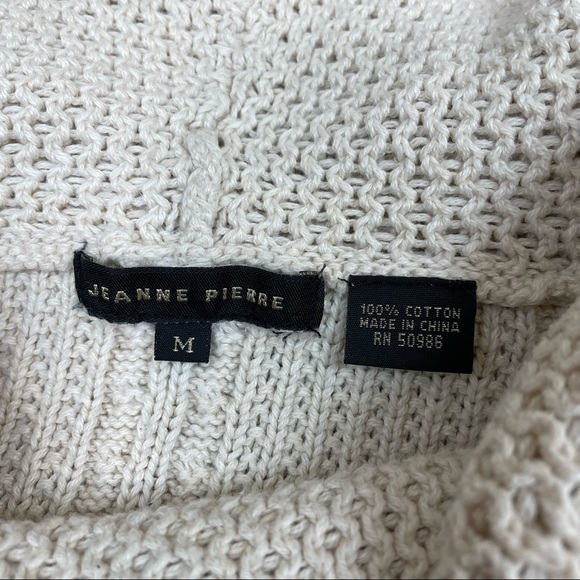 JEANNE PIERRE
M
100% COTTON
MADE IN CHINA
RN 50986